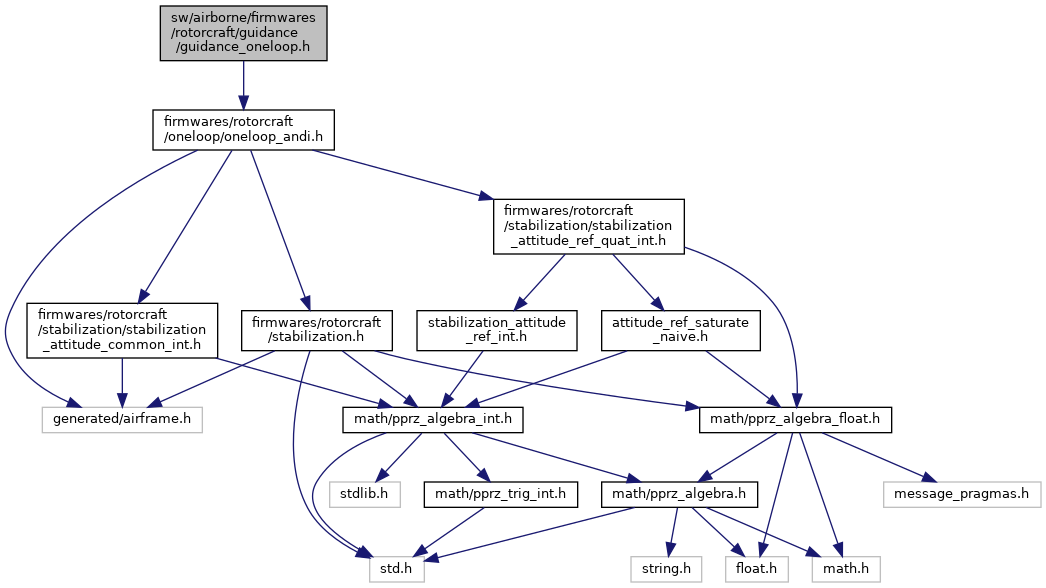 sw/airborne/firmwares
/rotorcraft/guidance
/guidance_oneloop.h
firmwares/rotorcraft
/oneloop/oneloop_andi.h
firmwares/rotorcraft
/stabilization/stabilization
_attitude_ref_quat_int.h
firmwares/rotorcraft
/stabilization/stabilization
_attitude_common_int.h
firmwares/rotorcraft
/stabilization.h
stabilization_attitude
_ref_int.h
attitude_ref_saturate
_naive.h
generated/airframe.h
math/pprz_algebra_int.h
math/pprz_algebra_float.h
stdlib.h
math/pprz_trig_int.h
math/pprz_algebra.h
message_pragmas.h
std.h
string.h
float.h
math.h